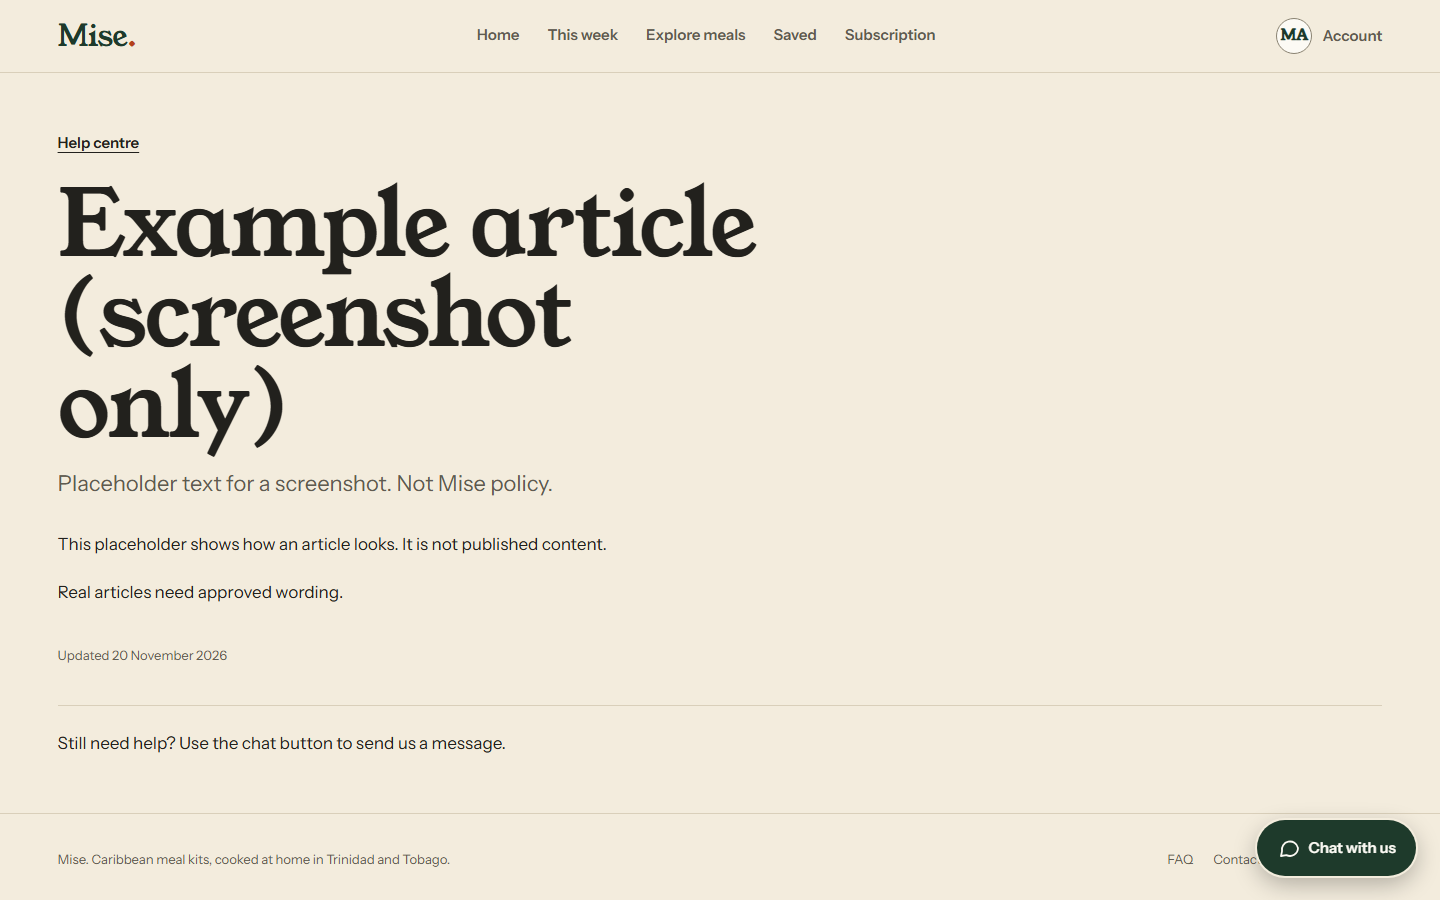 Mise.
Home
This week
Explore meals
Saved
Subscription
MA
Account
Help centre
Example article
(screenshot
only)
Placeholder text for a screenshot. Not Mise policy.
This placeholder shows how an article looks. It is not published content.
Real articles need approved wording.
Updated 20 November 2026
Still need help? Use the chat button to send us a message.
Mise. Caribbean meal kits, cooked at home in Trinidad and Tobago.
FAQ
Chat with us